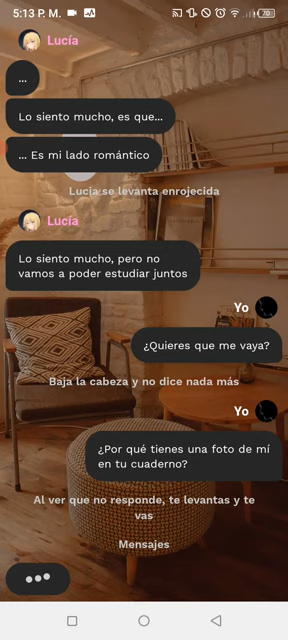 5:13 P. M.
70
Lucía
...
Lo siento mucho, es que...
... Es mi lado romántico
Lucia se levanta enrojecida
Lucía
Lo siento mucho, pero no
vamos a poder estudiar juntos
Yo
¿Quieres que me vaya?
Baja la cabeza y no dice nada más
Yo
¿Por qué tienes una foto de mí
en tu cuaderno?
Al ver que no responde, te levantas y te
vas
Mensajes